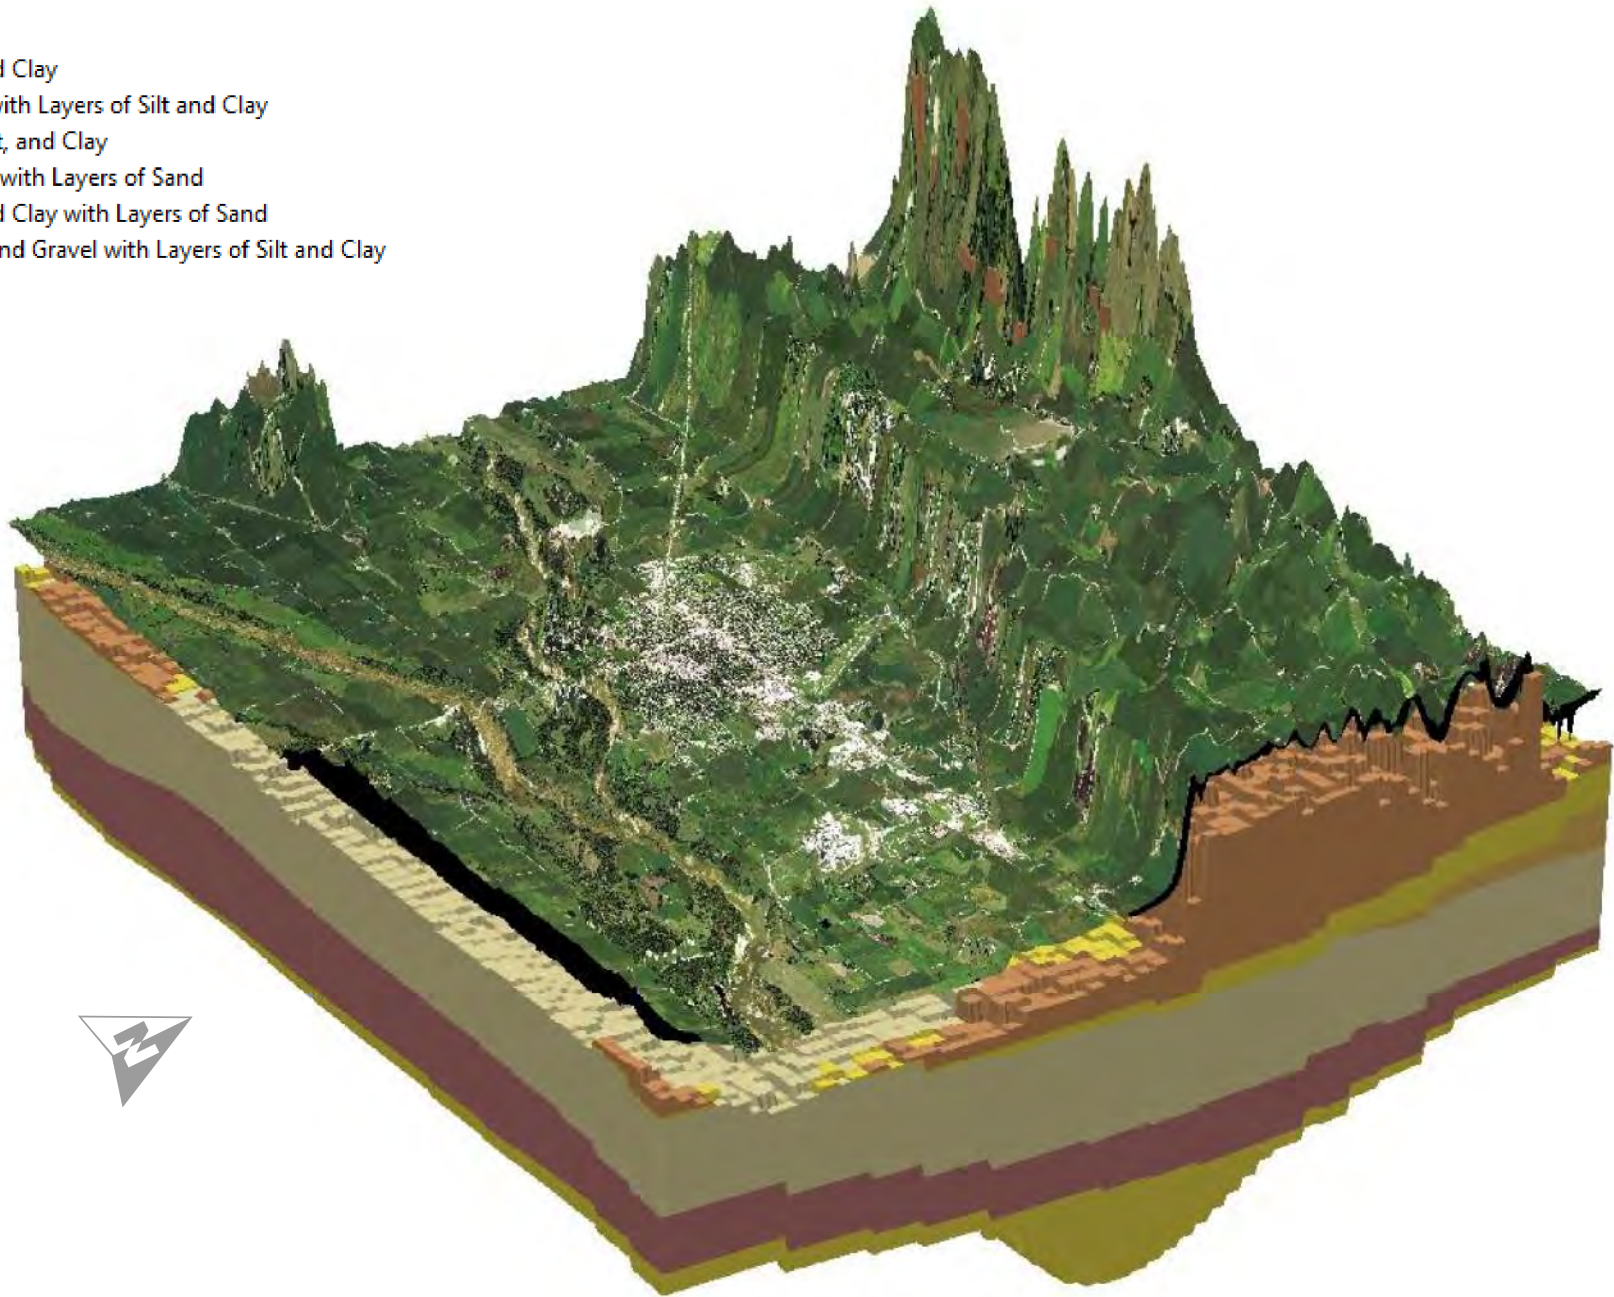 d Clay
with Layers of Silt and Clay
t, and Clay
with Layers of Sand
d Clay with Layers of Sand
nd Gravel with Layers of Silt and Clay
N